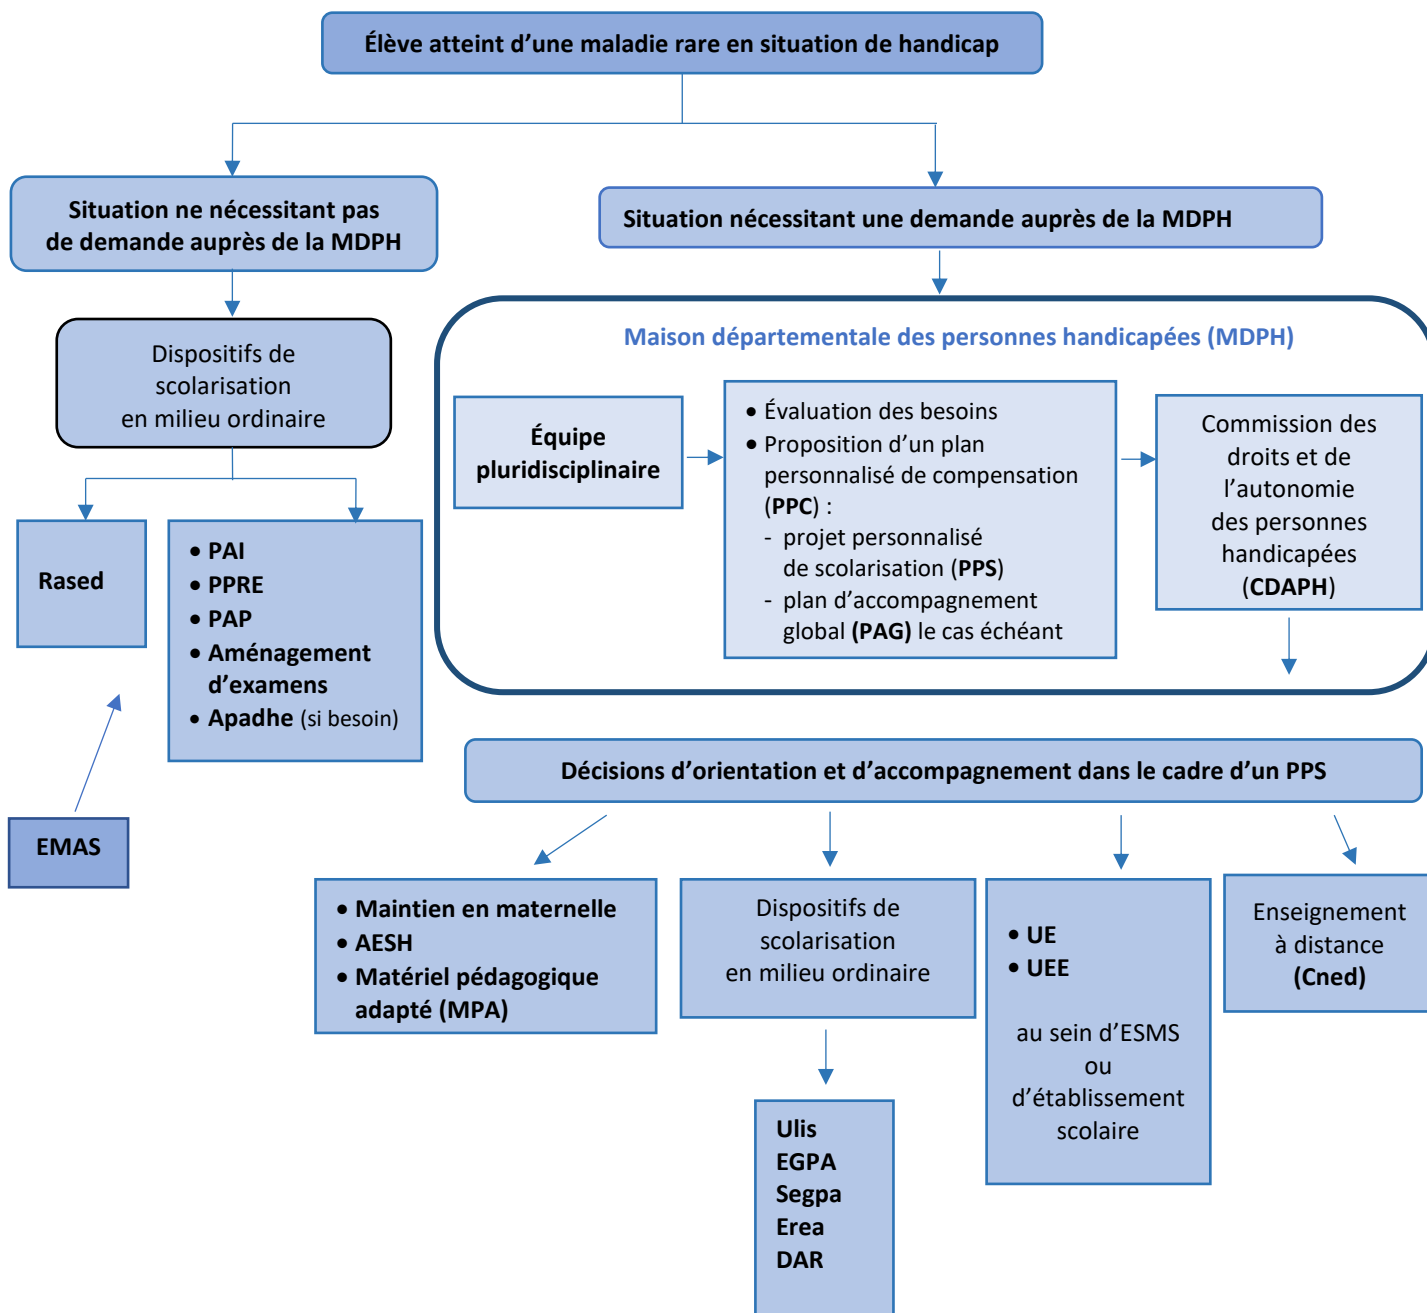 Élève atteint d’une maladie rare en situation de handicap
Situation ne nécessitant pas
de demande auprès de la MDPH
Situation nécessitant une demande auprès de la MDPH
Dispositifs de
scolarisation
en milieu ordinaire
Rased
• PAI
• PPRE
• PAP
• Aménagement
d’examens
• Apadhe (si besoin)
EMAS
Maison départementale des personnes handicapées (MDPH)
Équipe
pluridisciplinaire
• Évaluation des besoins
• Proposition d’un plan
personnalisé de compensation
(PPC) :
- projet personnalisé
de scolarisation (PPS)
- plan d’accompagnement
global (PAG) le cas échéant
Commission des
droits et de
l’autonomie
des personnes
handicapées
(CDAPH)
Décisions d’orientation et d’accompagnement dans le cadre d’un PPS
• Maintien en maternelle
• AESH
• Matériel pédagogique
adapté (MPA)
Dispositifs de
scolarisation
en milieu ordinaire
Ulis
EGPA
Segpa
Erea
DAR
• UE
• UEE
au sein d’ESMS
ou
d’établissement
scolaire
Enseignement
à distance
(Cned)